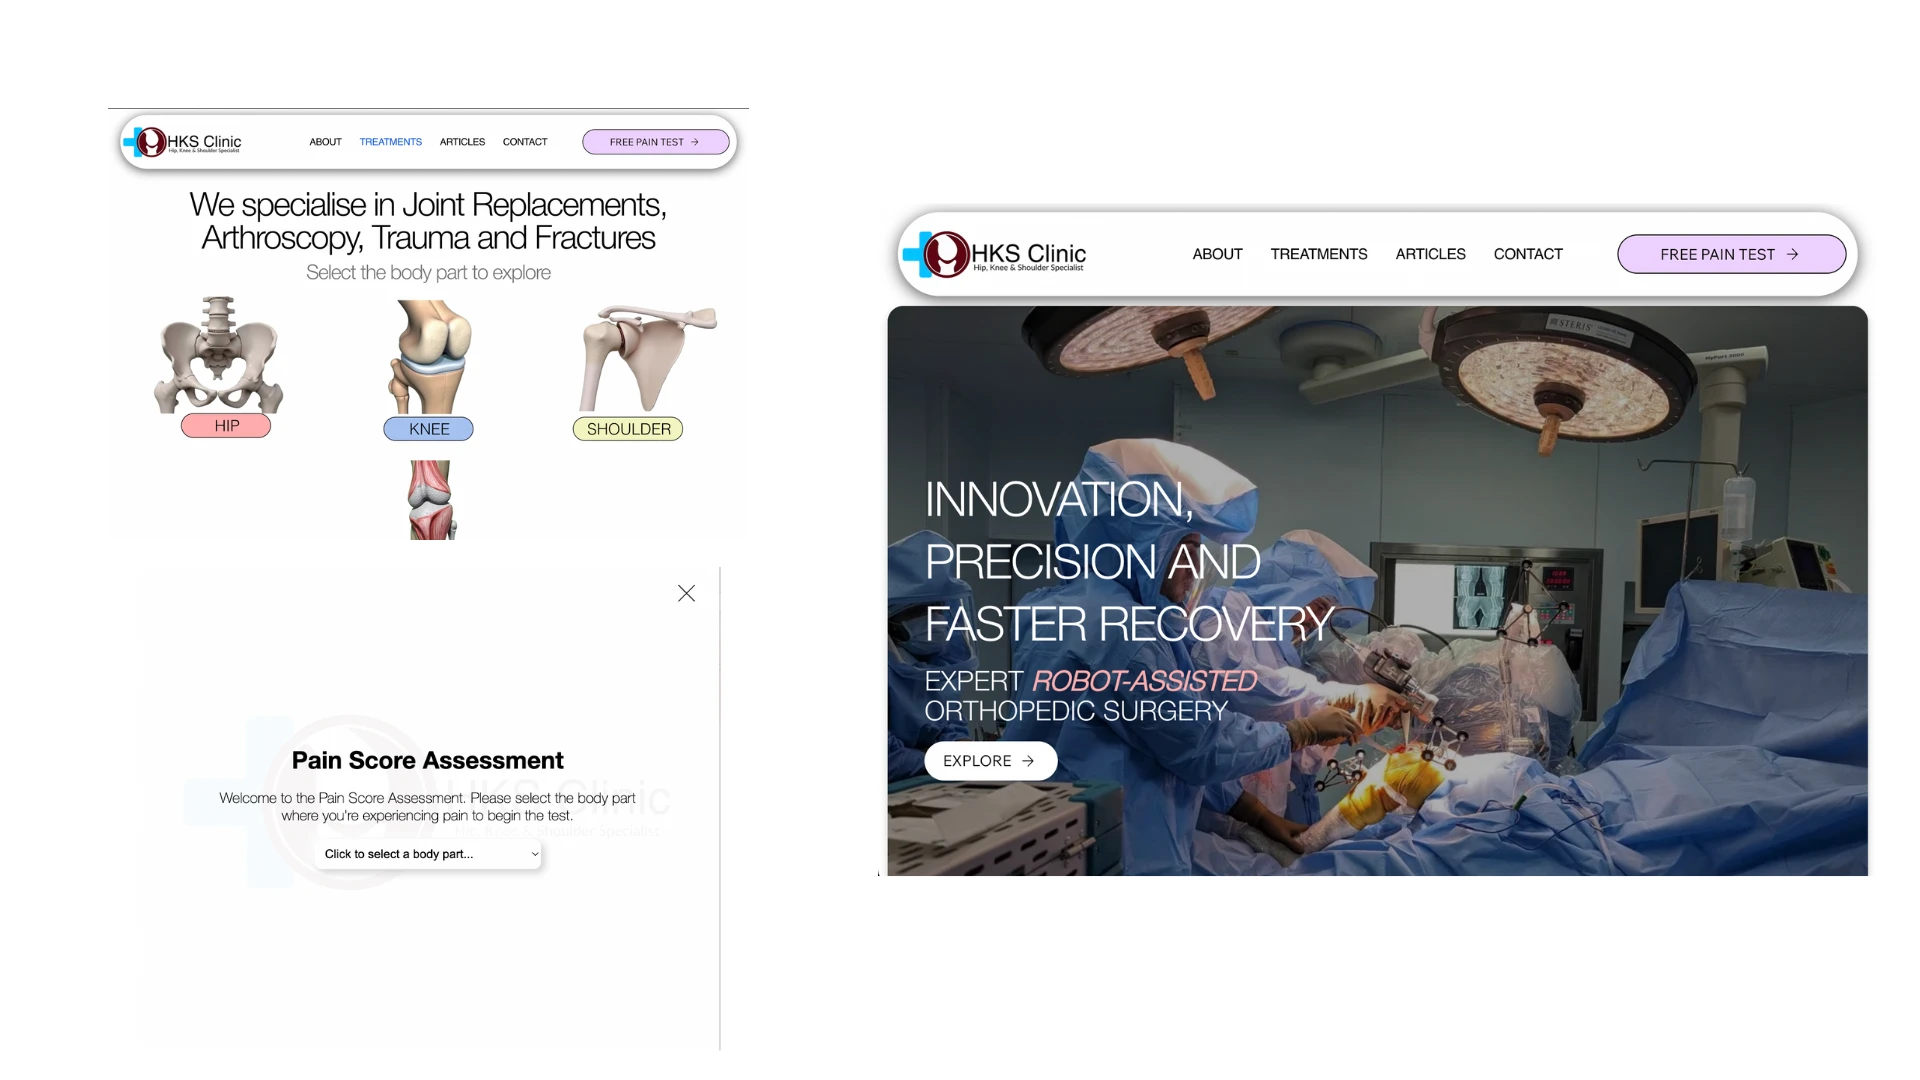 HKS Clinic
Hip, Knee & Shoulder Specialist
ABOUT TREATMENTS ARTICLES CONTACT FREE PAIN TEST →
We specialise in Joint Replacements,
Arthroscopy, Trauma and Fractures
Select the body part to explore
HIP KNEE SHOULDER
Pain Score Assessment
Welcome to the Pain Score Assessment. Please select the body part
where you're experiencing pain to begin the test.
Click to select a body part...
HKS Clinic
Hip, Knee & Shoulder Specialist
HKS Clinic
Hip, Knee & Shoulder Specialist
ABOUT TREATMENTS ARTICLES CONTACT FREE PAIN TEST →
STERIS
INNOVATION,
PRECISION AND
FASTER RECOVERY
EXPERT ROBOT-ASSISTED
ORTHOPEDIC SURGERY
EXPLORE →